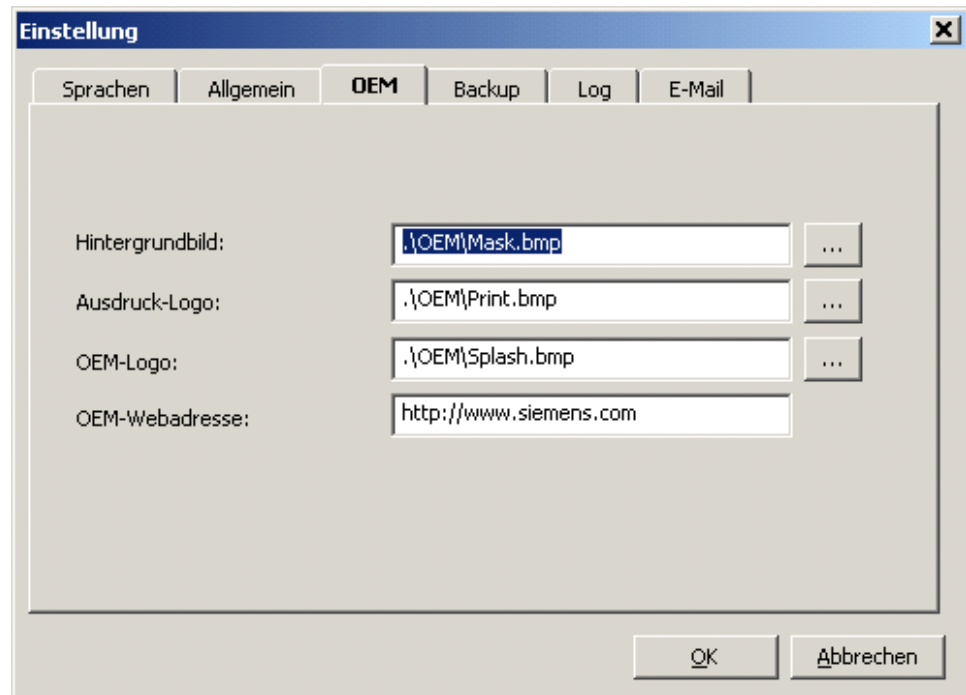 Einstellung
Sprachen Allgemein OEM Backup Log E-Mail
Hintergrundbild: .\OEM\Mask.bmp ...
Ausdruck-Logo: .\OEM\Print.bmp ...
OEM-Logo: .\OEM\Splash.bmp ...
OEM-Webadresse: http://www.siemens.com
OK Abbrechen